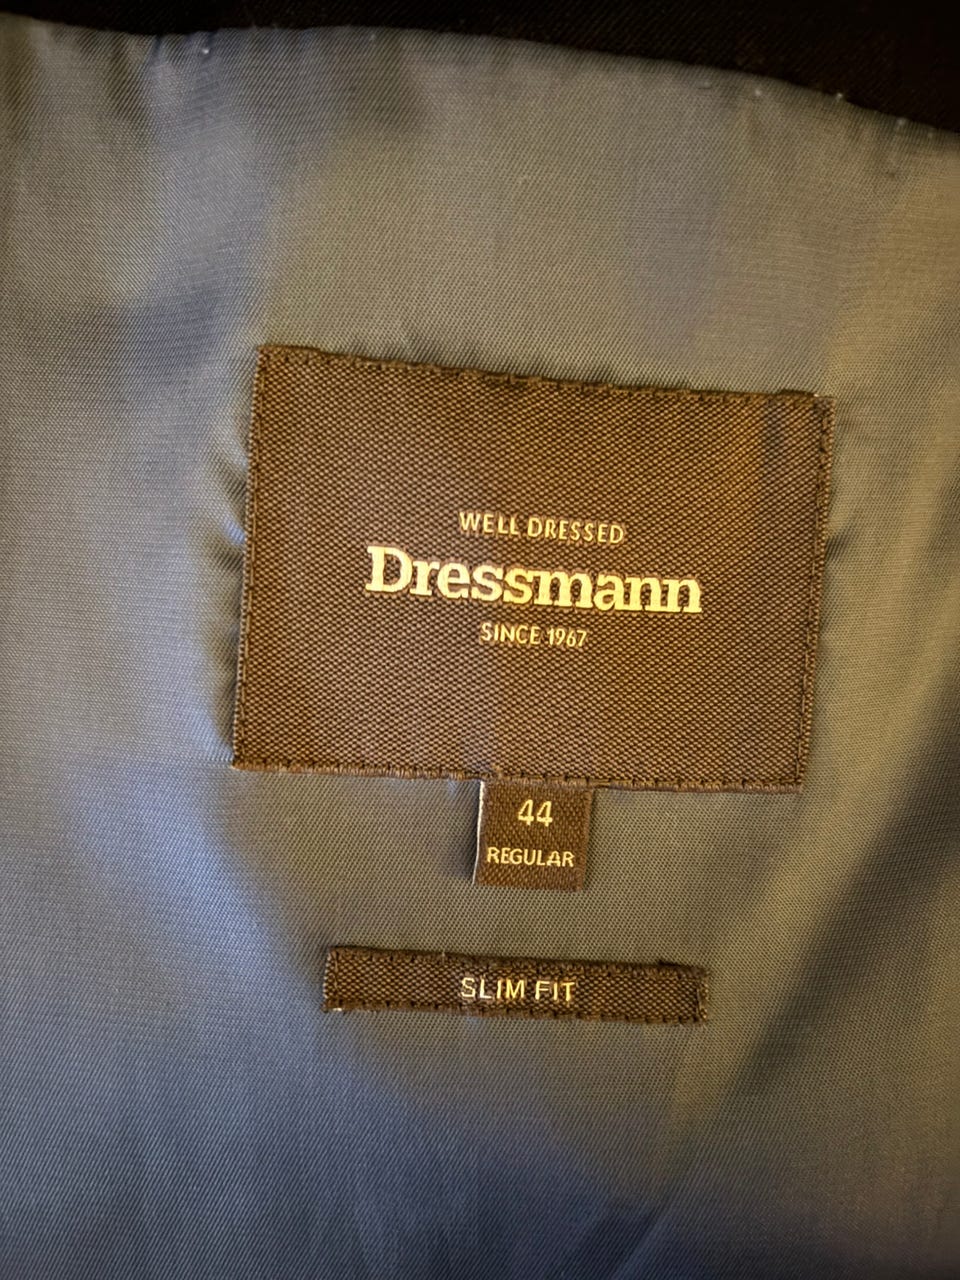 WELL DRESSED
Dressmann
SINCE 1967
44
REGULAR
SLIM FIT